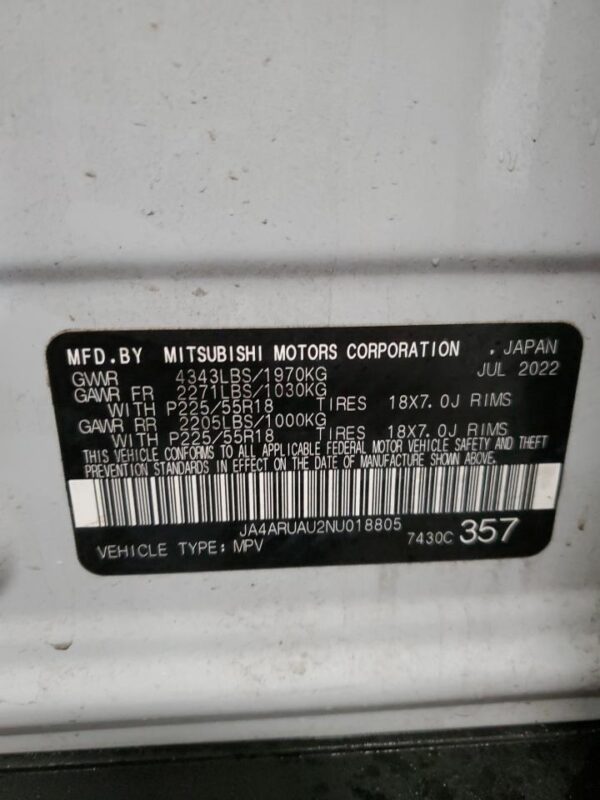 MFD.BY MITSUBISHI MOTORS CORPORATION . JAPAN
GVWR 4343LBS/1970KG JUL 2022
GAWR FR 2271LBS/1030KG
WITH P225/55R18 TIRES 18X7.0J RIMS
GAWR RR 2205LBS/1000KG
WITH P225/55R18 TIRES 18X7.0J RIMS
THIS VEHICLE CONFORMS TO ALL APPLICABLE FEDERAL MOTOR VEHICLE SAFETY AND THEFT
PREVENTION STANDARDS IN EFFECT ON THE DATE OF MANUFACTURE SHOWN ABOVE.
JA4ARUAU2NU018805
VEHICLE TYPE: MPV 7430C 357